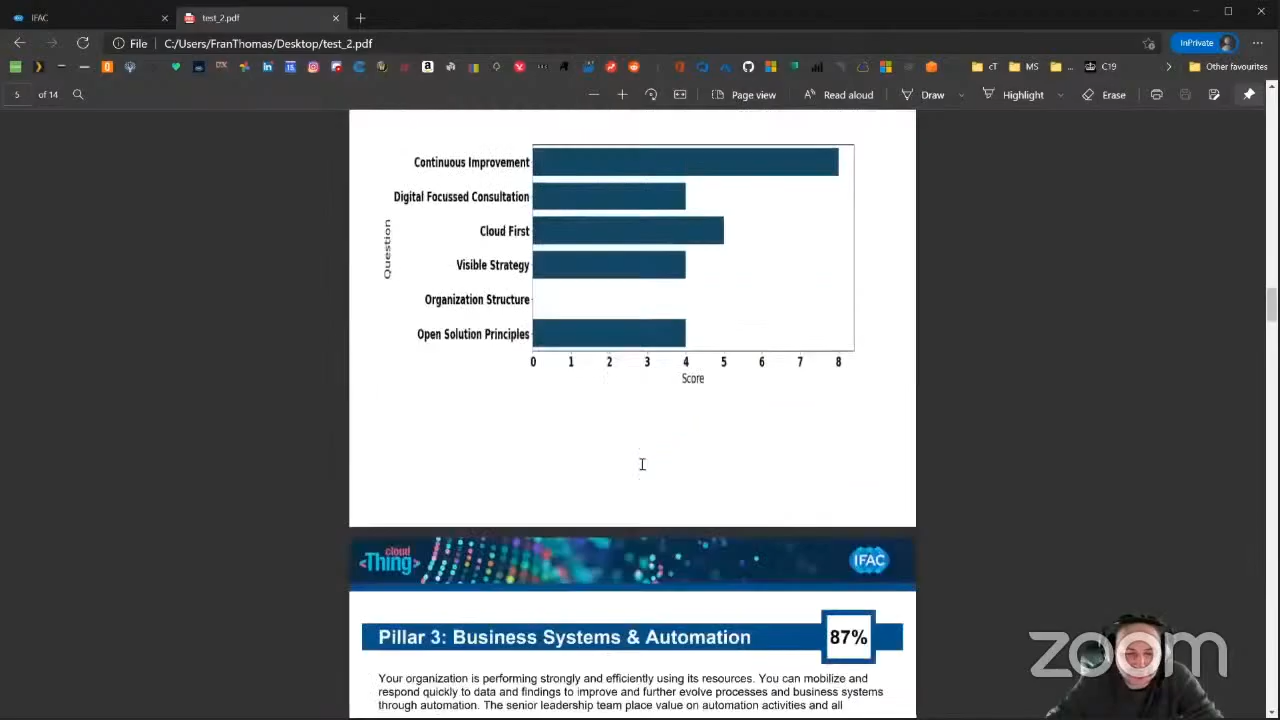 IFAC
test_2.pdf
File
C:/Users/FranThomas/Desktop/test_2.pdf
InPrivate
cT
MS
...
C19
Other favourites
5
of 14
Page view
Read aloud
Draw
Highlight
Erase
Question
Continuous Improvement
Digital Focussed Consultation
Cloud First
Visible Strategy
Organization Structure
Open Solution Principles
0 1 2 3 4 5 6 7 8
Score
cloud
<Thing>
IFAC
Pillar 3: Business Systems & Automation
87%
Your organization is performing strongly and efficiently using its resources. You can mobilize and
respond quickly to data and findings to improve and further evolve processes and business systems
through automation. The senior leadership team place value on automation activities and all
zoom